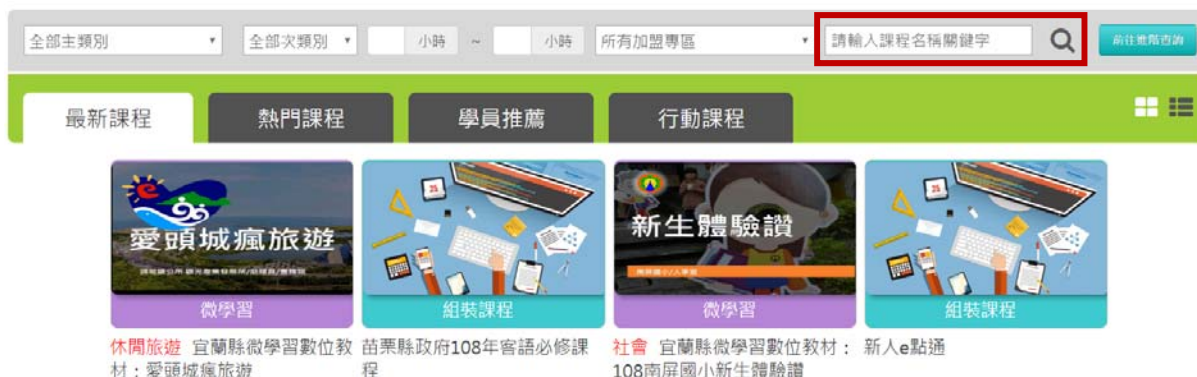 全部主類別 全部次類別 小時 ~ 小時 所有加盟專區 請輸入課程名稱關鍵字 前往進階查詢
最新課程 熱門課程 學員推薦 行動課程
愛頭城瘋旅遊
新生體驗讚
微學習 組裝課程 微學習 組裝課程
休閒旅遊 宜蘭縣微學習數位教材：愛頭城瘋旅遊
苗栗縣政府108年客語必修課程
社會 宜蘭縣微學習數位教材：
108南屏國小新生體驗讚
新人e點通